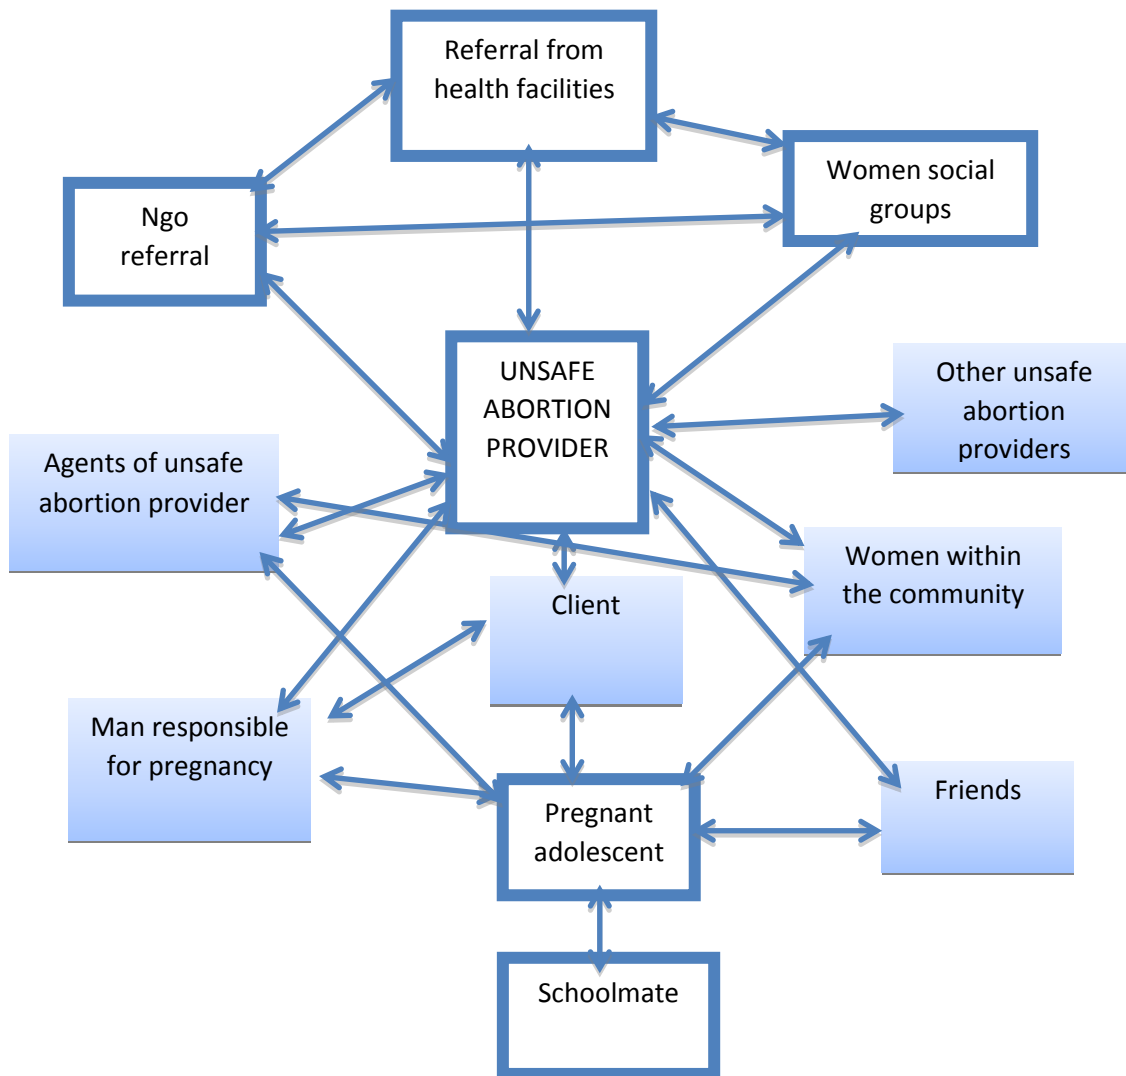 Referral from
health facilities
Women social
groups
Ngo
referral
UNSAFE
ABORTION
PROVIDER
Other unsafe
abortion
providers
Agents of unsafe
abortion provider
Women within
the community
Client
Man responsible
for pregnancy
Friends
Pregnant
adolescent
Schoolmate